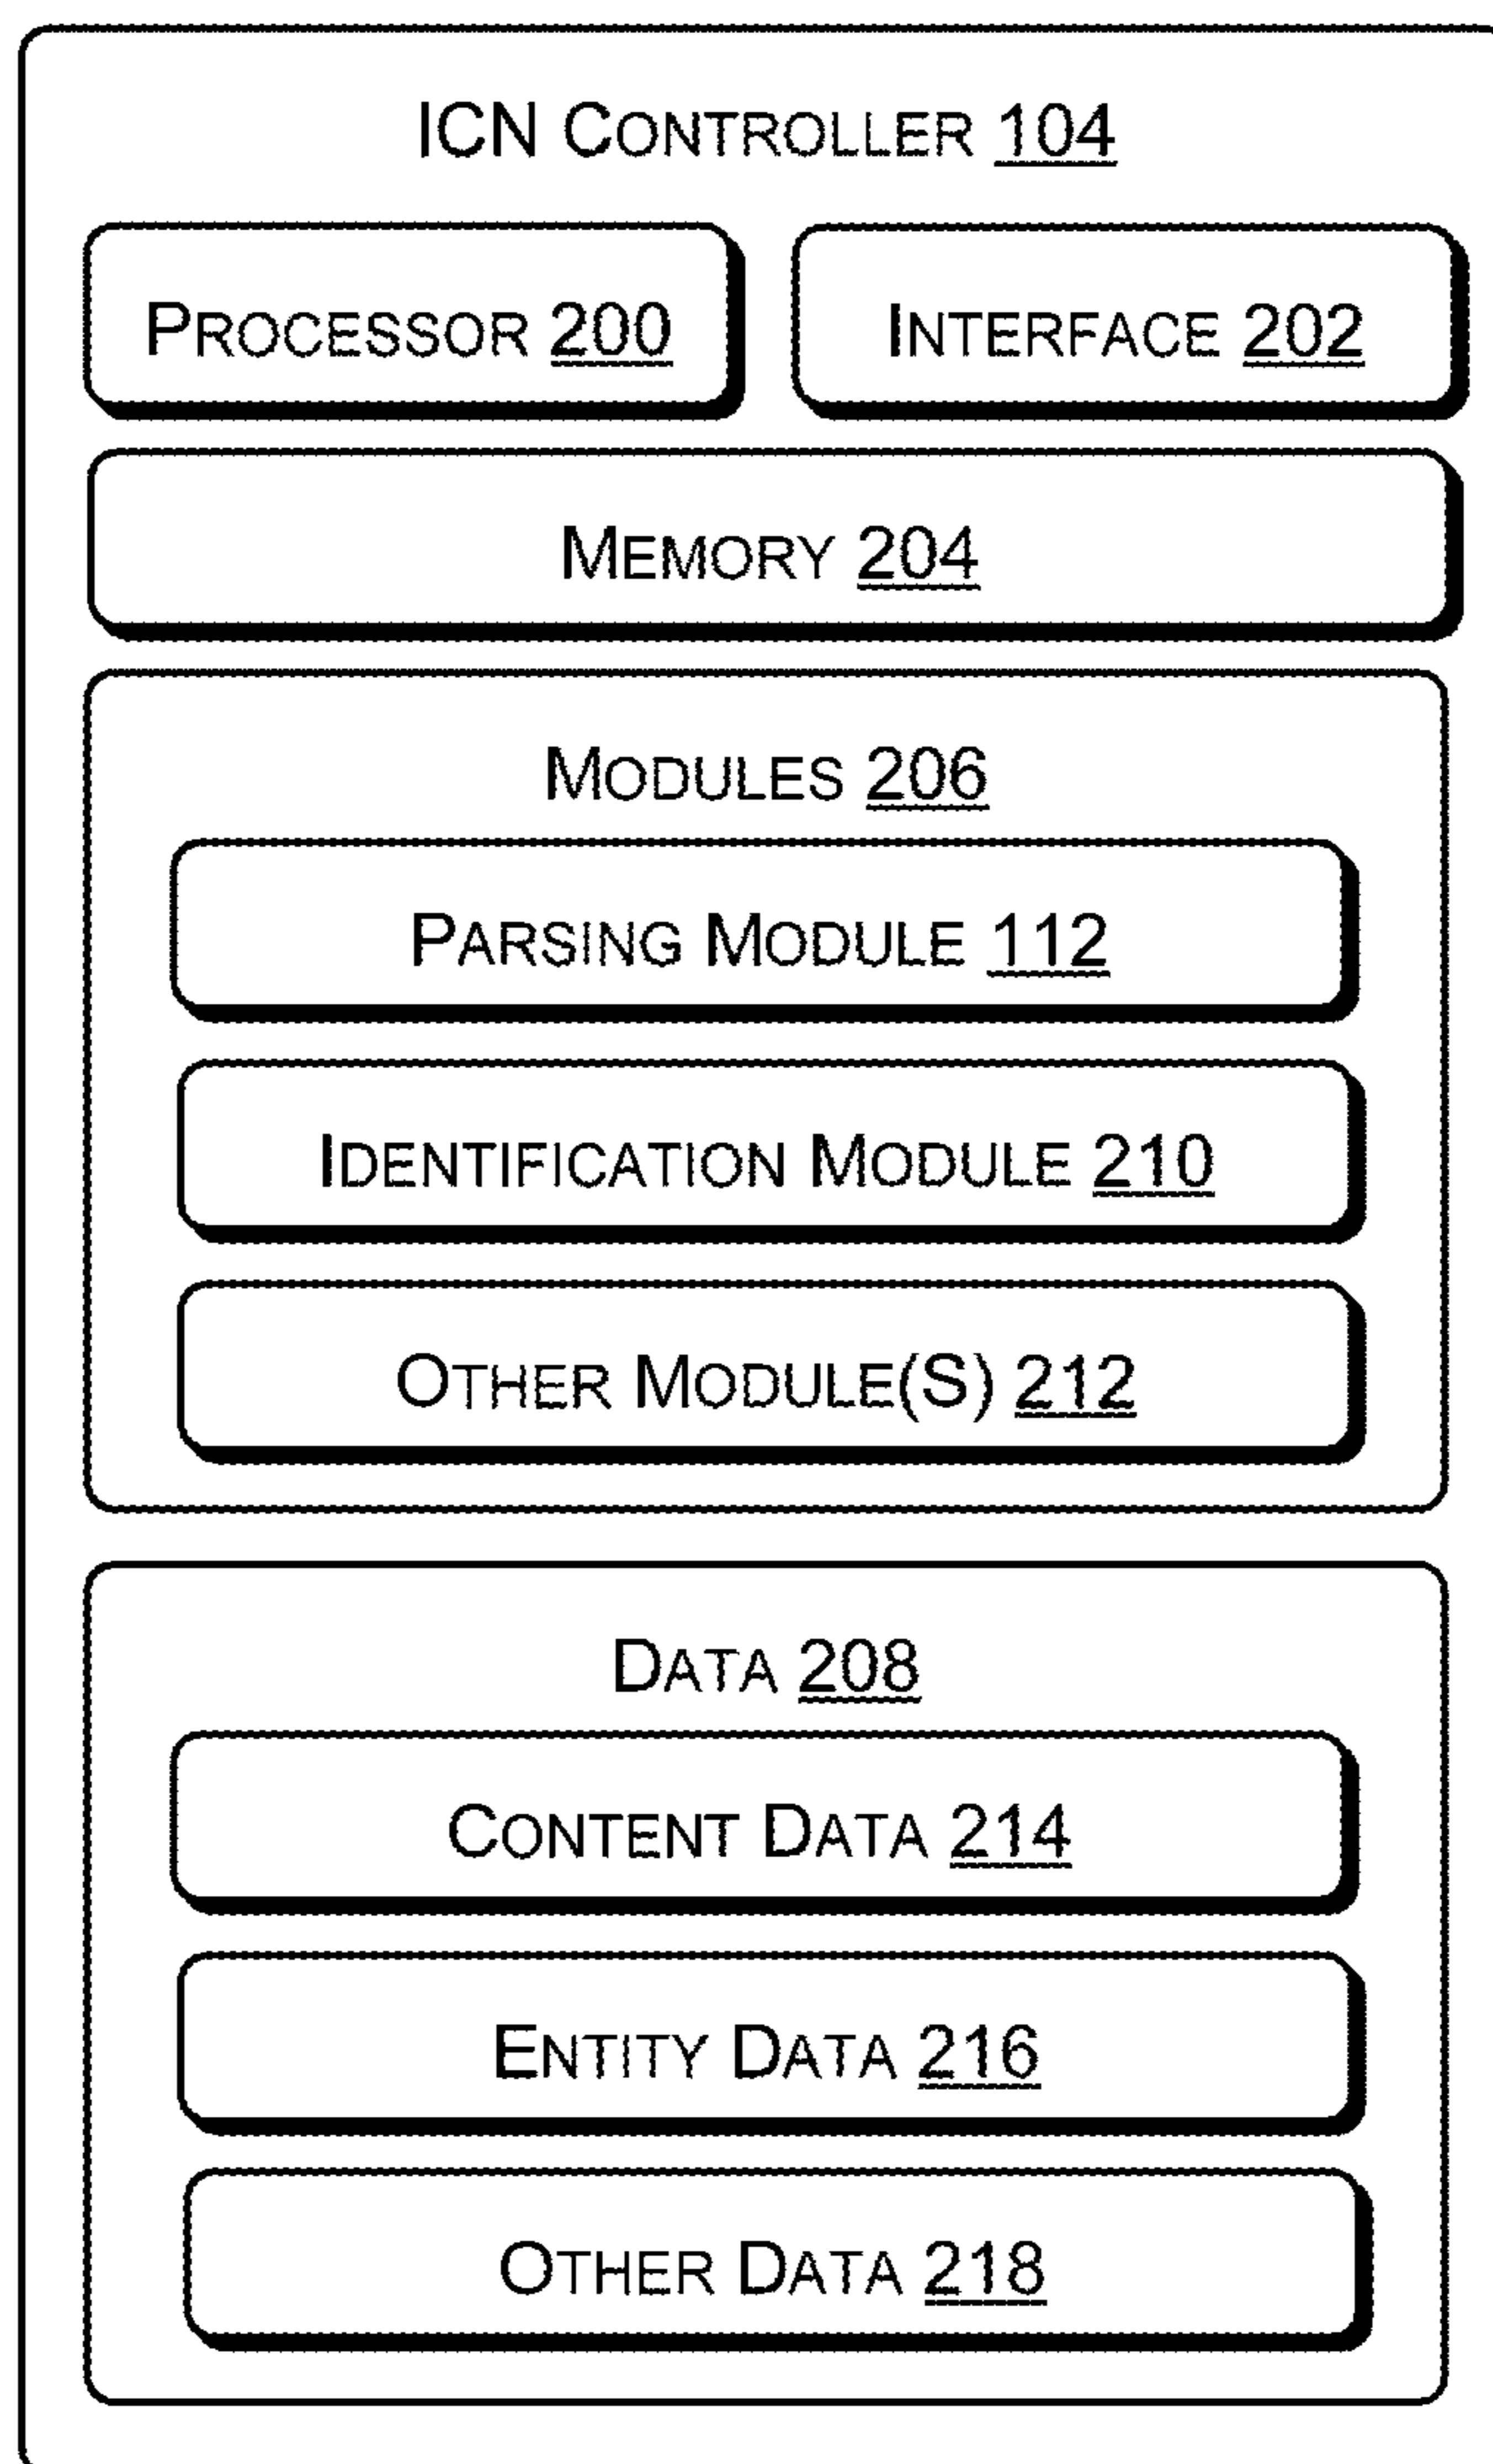 ICN CONTROLLER 104
PROCESSOR 200
INTERFACE 202
MEMORY 204
MODULES 206
PARSING MODULE 112
IDENTIFICATION MODULE 210
OTHER MODULE(S) 212
DATA 208
CONTENT DATA 214
ENTITY DATA 216
OTHER DATA 218